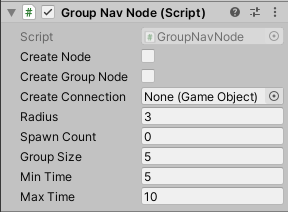 Group Nav Node (Script)
Script GroupNavNode
Create Node
Create Group Node
Create Connection None (Game Object)
Radius 3
Spawn Count 0
Group Size 5
Min Time 5
Max Time 10